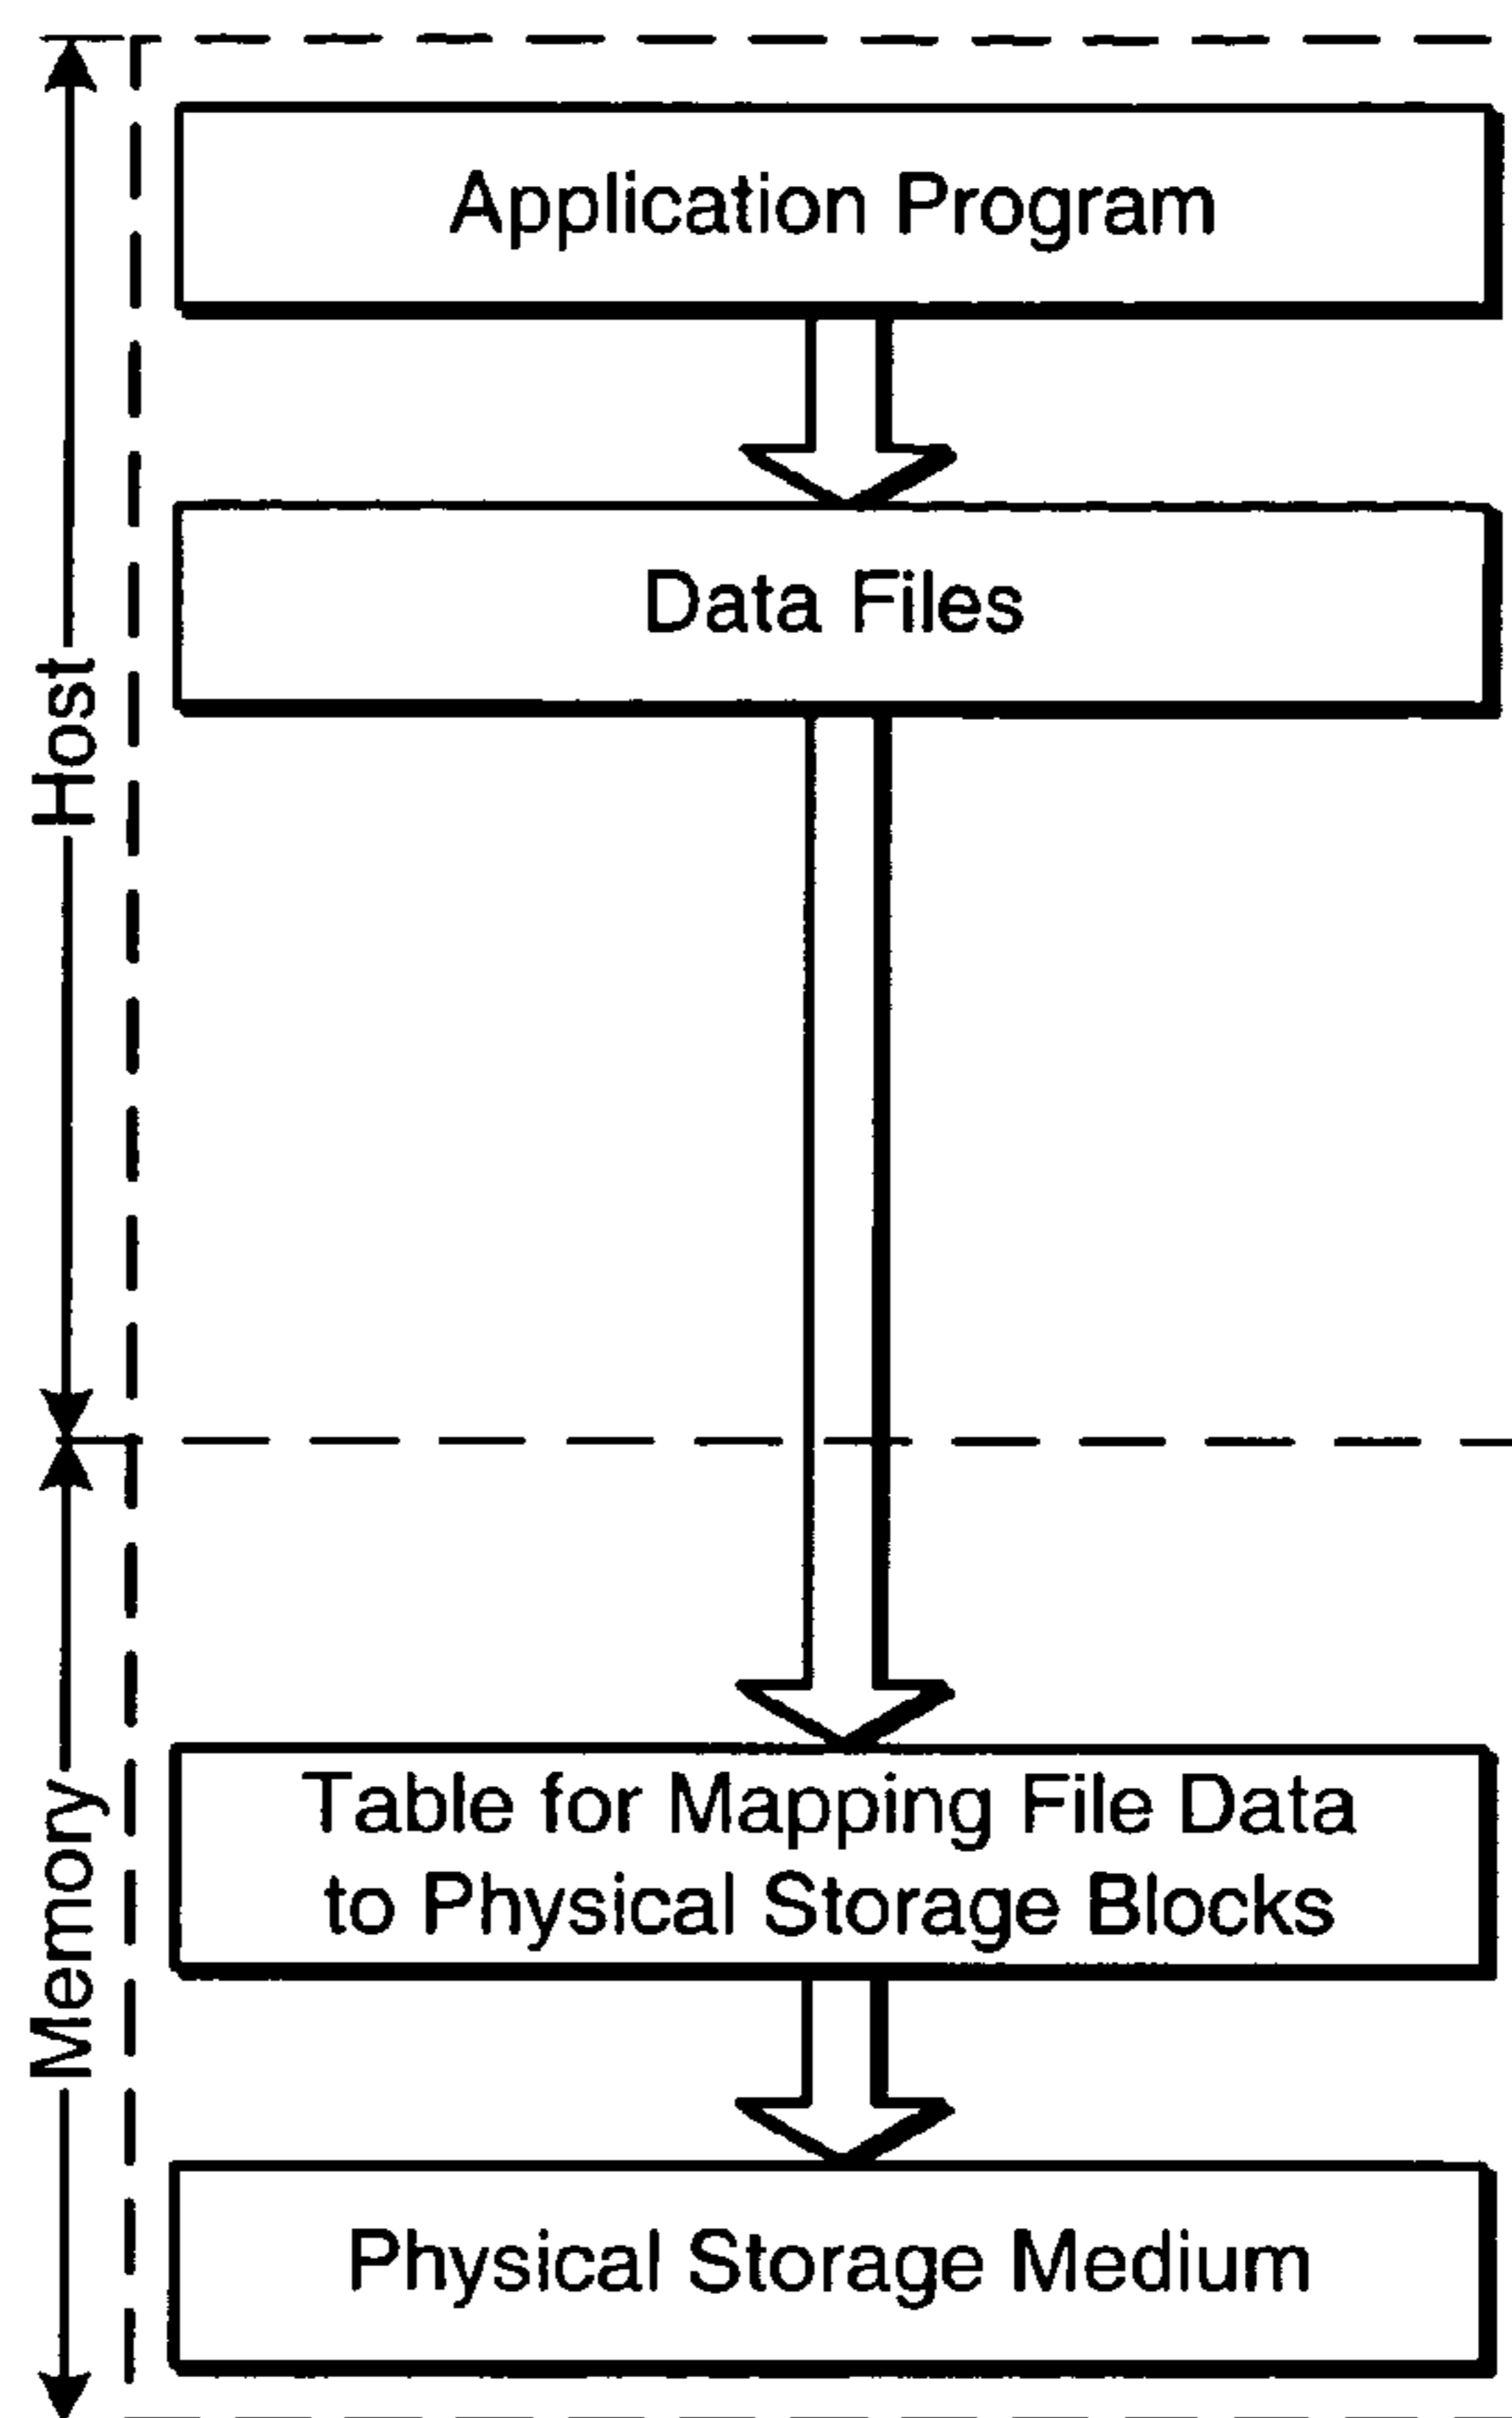 Application Program
Data Files
Host
Table for Mapping File Data
to Physical Storage Blocks
Memory
Physical Storage Medium